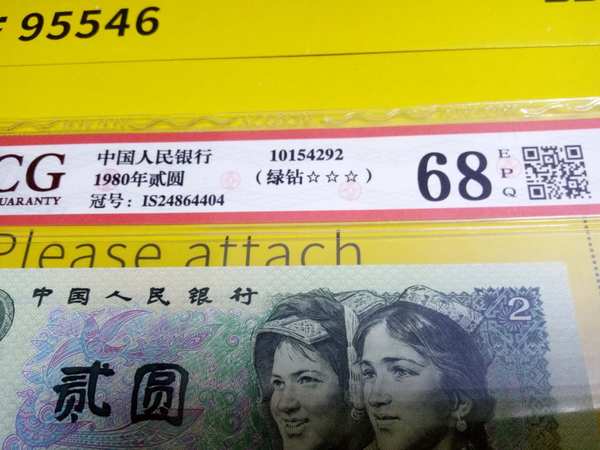 # 95546
CG
GUARANTY
中国人民银行
1980年贰圆
冠号：IS24864404
10154292
（绿钻☆☆☆）
68
EPQ
Please attach
中国人民银行
2
贰圆